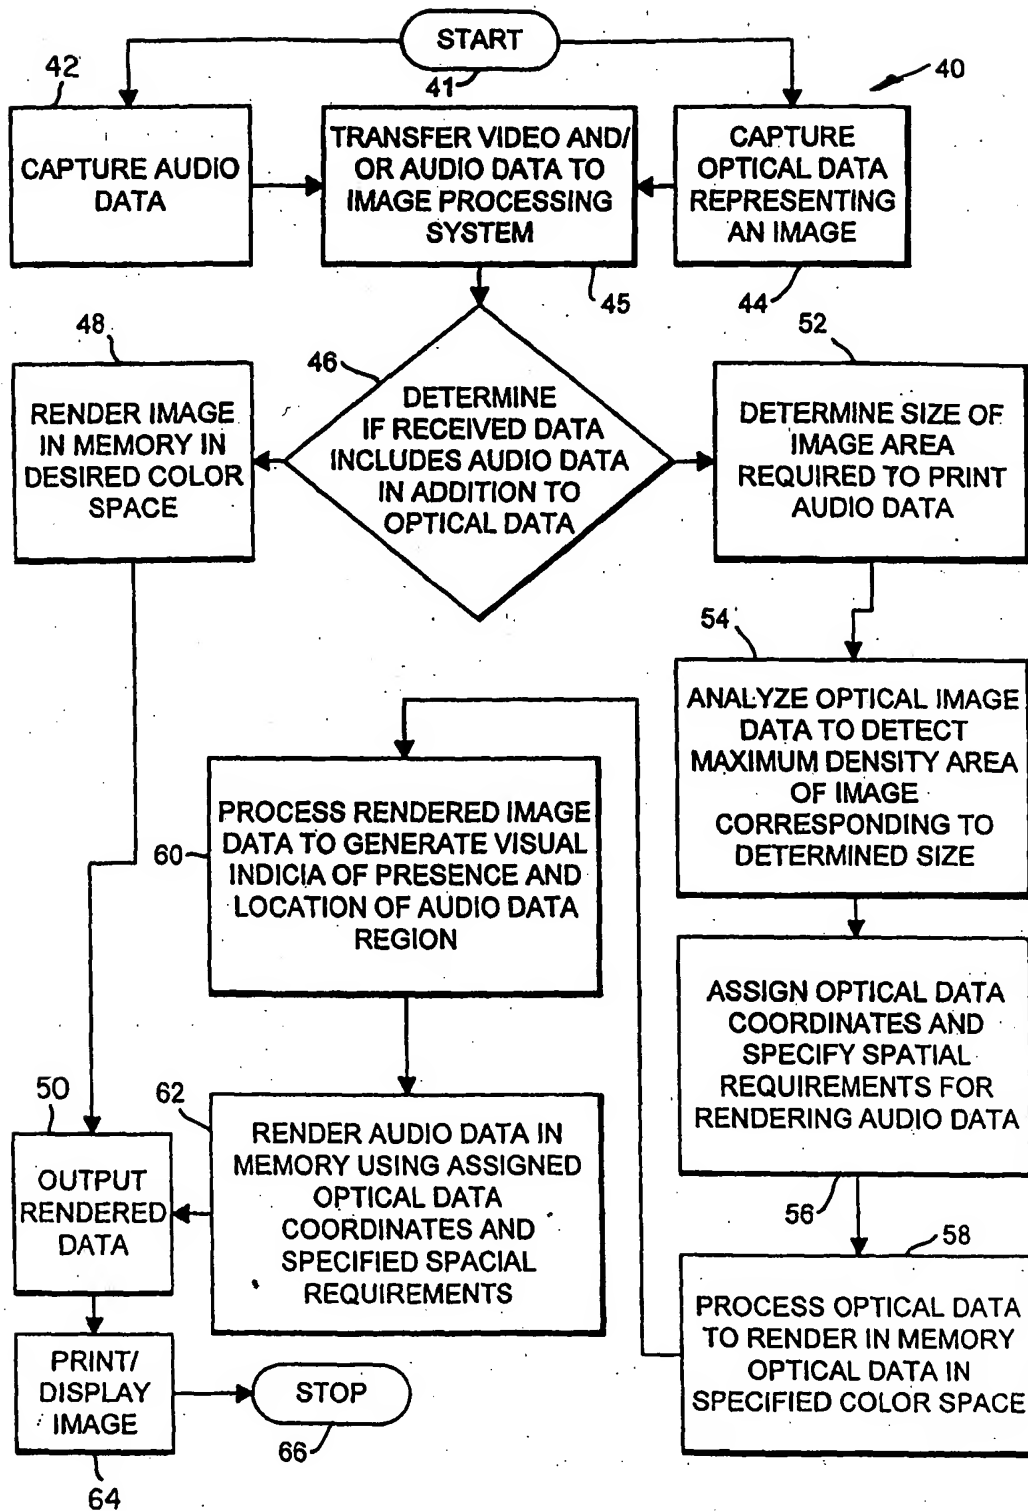 START
41
42
40
CAPTURE AUDIO
DATA
TRANSFER VIDEO AND/
OR AUDIO DATA TO
IMAGE PROCESSING
SYSTEM
45
CAPTURE
OPTICAL DATA
REPRESENTING
AN IMAGE
44
46
DETERMINE
IF RECEIVED DATA
INCLUDES AUDIO DATA
IN ADDITION TO
OPTICAL DATA
48
RENDER IMAGE
IN MEMORY IN
DESIRED COLOR
SPACE
52
DETERMINE SIZE OF
IMAGE AREA
REQUIRED TO PRINT
AUDIO DATA
54
ANALYZE OPTICAL IMAGE
DATA TO DETECT
MAXIMUM DENSITY AREA
OF IMAGE
CORRESPONDING TO
DETERMINED SIZE
ASSIGN OPTICAL DATA
COORDINATES AND
SPECIFY SPATIAL
REQUIREMENTS FOR
RENDERING AUDIO DATA
56
58
PROCESS OPTICAL DATA
TO RENDER IN MEMORY
OPTICAL DATA IN
SPECIFIED COLOR SPACE
60
PROCESS RENDERED IMAGE
DATA TO GENERATE VISUAL
INDICIA OF PRESENCE AND
LOCATION OF AUDIO DATA
REGION
62
RENDER AUDIO DATA IN
MEMORY USING ASSIGNED
OPTICAL DATA
COORDINATES AND
SPECIFIED SPACIAL
REQUIREMENTS
50
OUTPUT
RENDERED
DATA
PRINT/
DISPLAY
IMAGE
64
STOP
66